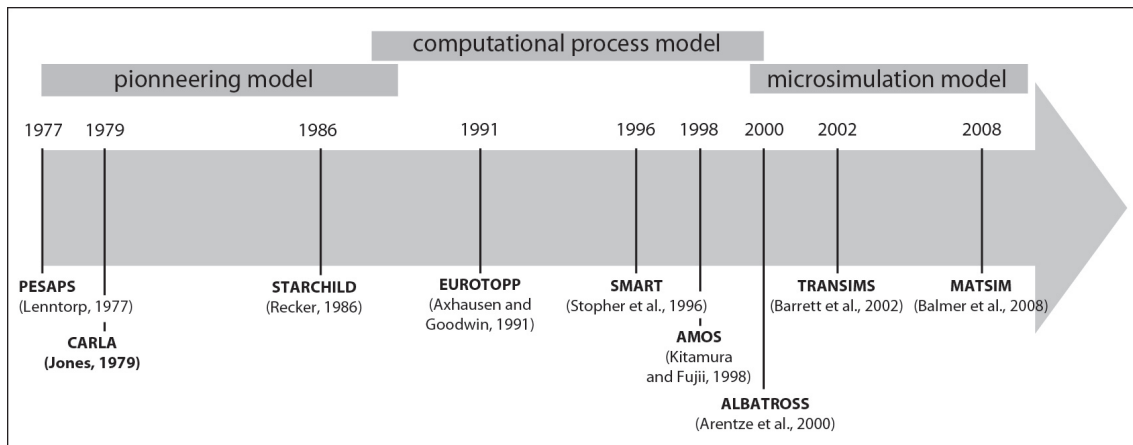 computational process model
pionneering model
microsimulation model
1977
1979
1986
1991
1996
1998
2000
2002
2008
PESAPS
(Lenntorp, 1977)
CARLA
(Jones, 1979)
STARCHILD
(Recker, 1986)
EUROTOPP
(Axhausen and
Goodwin, 1991)
SMART
(Stopher et al., 1996)
AMOS
(Kitamura
and Fujii, 1998)
ALBATROSS
(Arentze et al., 2000)
TRANSIMS
(Barrett et al., 2002)
MATSIM
(Balmer et al., 2008)